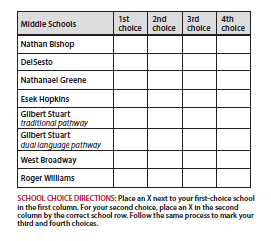 Middle Schools 1st choice 2nd choice 3rd choice 4th choice
Nathan Bishop
DelSesto
Nathanael Greene
Esek Hopkins
Gilbert Stuart
traditional pathway
Gilbert Stuart
dual language pathway
West Broadway
Roger Williams
SCHOOL CHOICE DIRECTIONS: Place an X next to your first-choice school
in the first column. For your second choice, place an X in the second
column by the correct school row. Follow the same process to mark your
third and fourth choices.